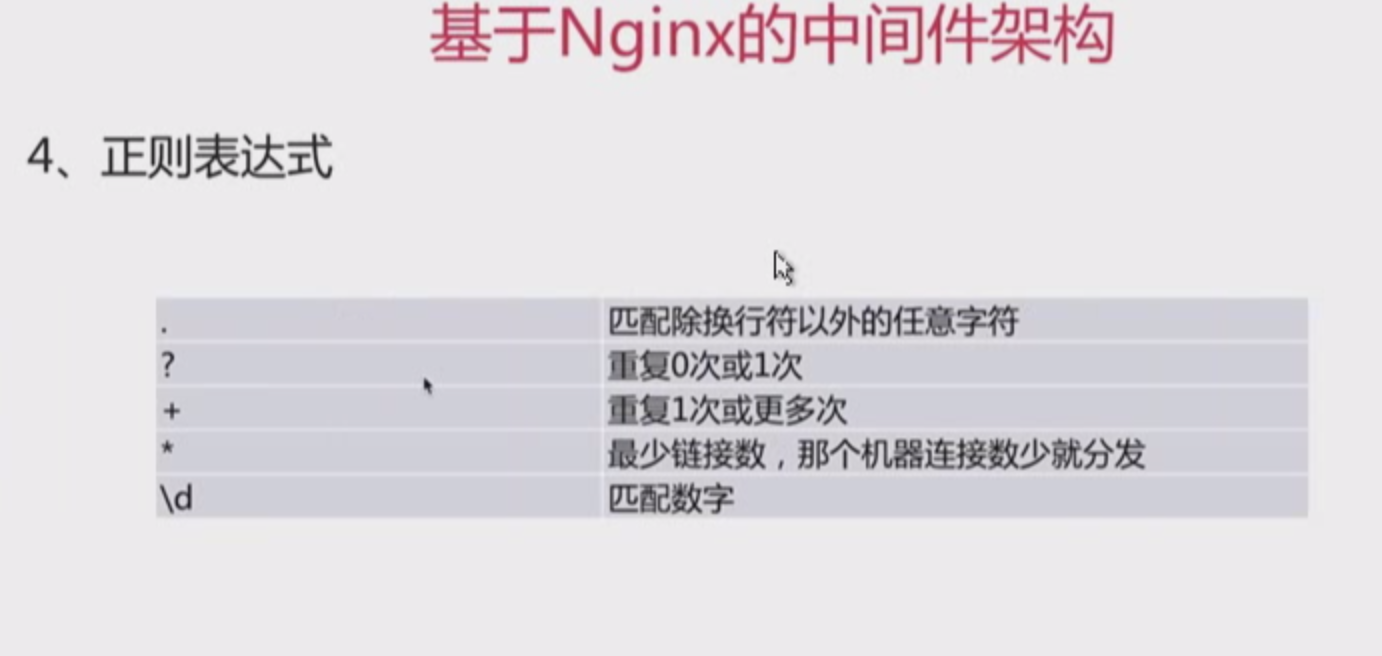 基于Nginx的中间件架构
4、正则表达式
. 匹配除换行符以外的任意字符
? 重复0次或1次
+ 重复1次或更多次
* 最少链接数，那个机器连接数少就分发
\d 匹配数字